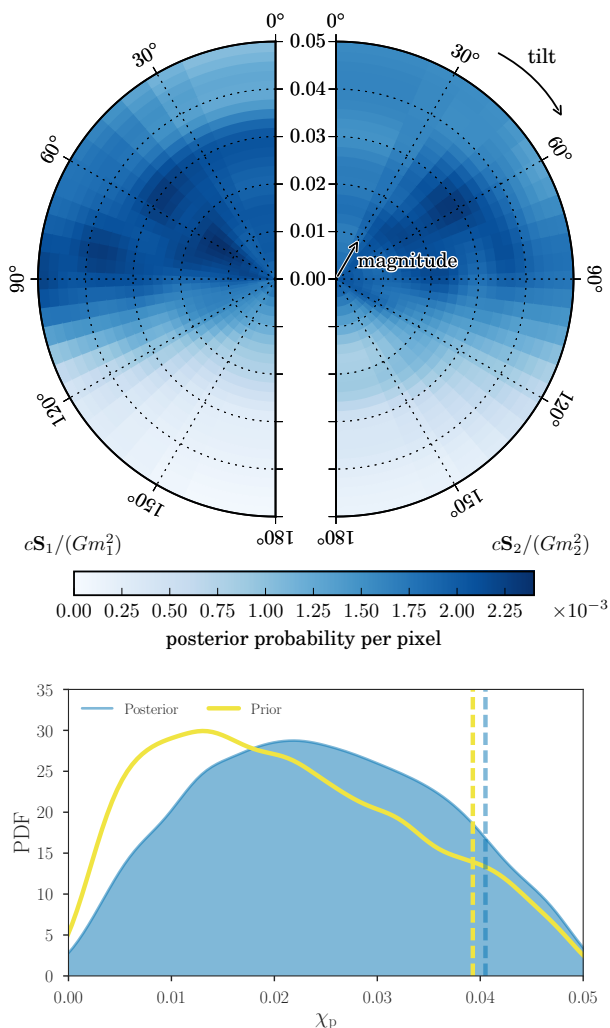 0° 0°
30° 0.05 30° tilt
0.04
60° 0.03 60°
0.02
0.01
magnitude
90° 0.00 90°
120° 120°
150° 150°
180° 180°
cS₁/(Gm₁²) cS₂/(Gm₂²)
0.00 0.25 0.50 0.75 1.00 1.25 1.50 1.75 2.00 2.25 ×10⁻³
posterior probability per pixel
35
Posterior Prior
30
25
20
PDF
15
10
5
0
0.00 0.01 0.02 0.03 0.04 0.05
χₚ